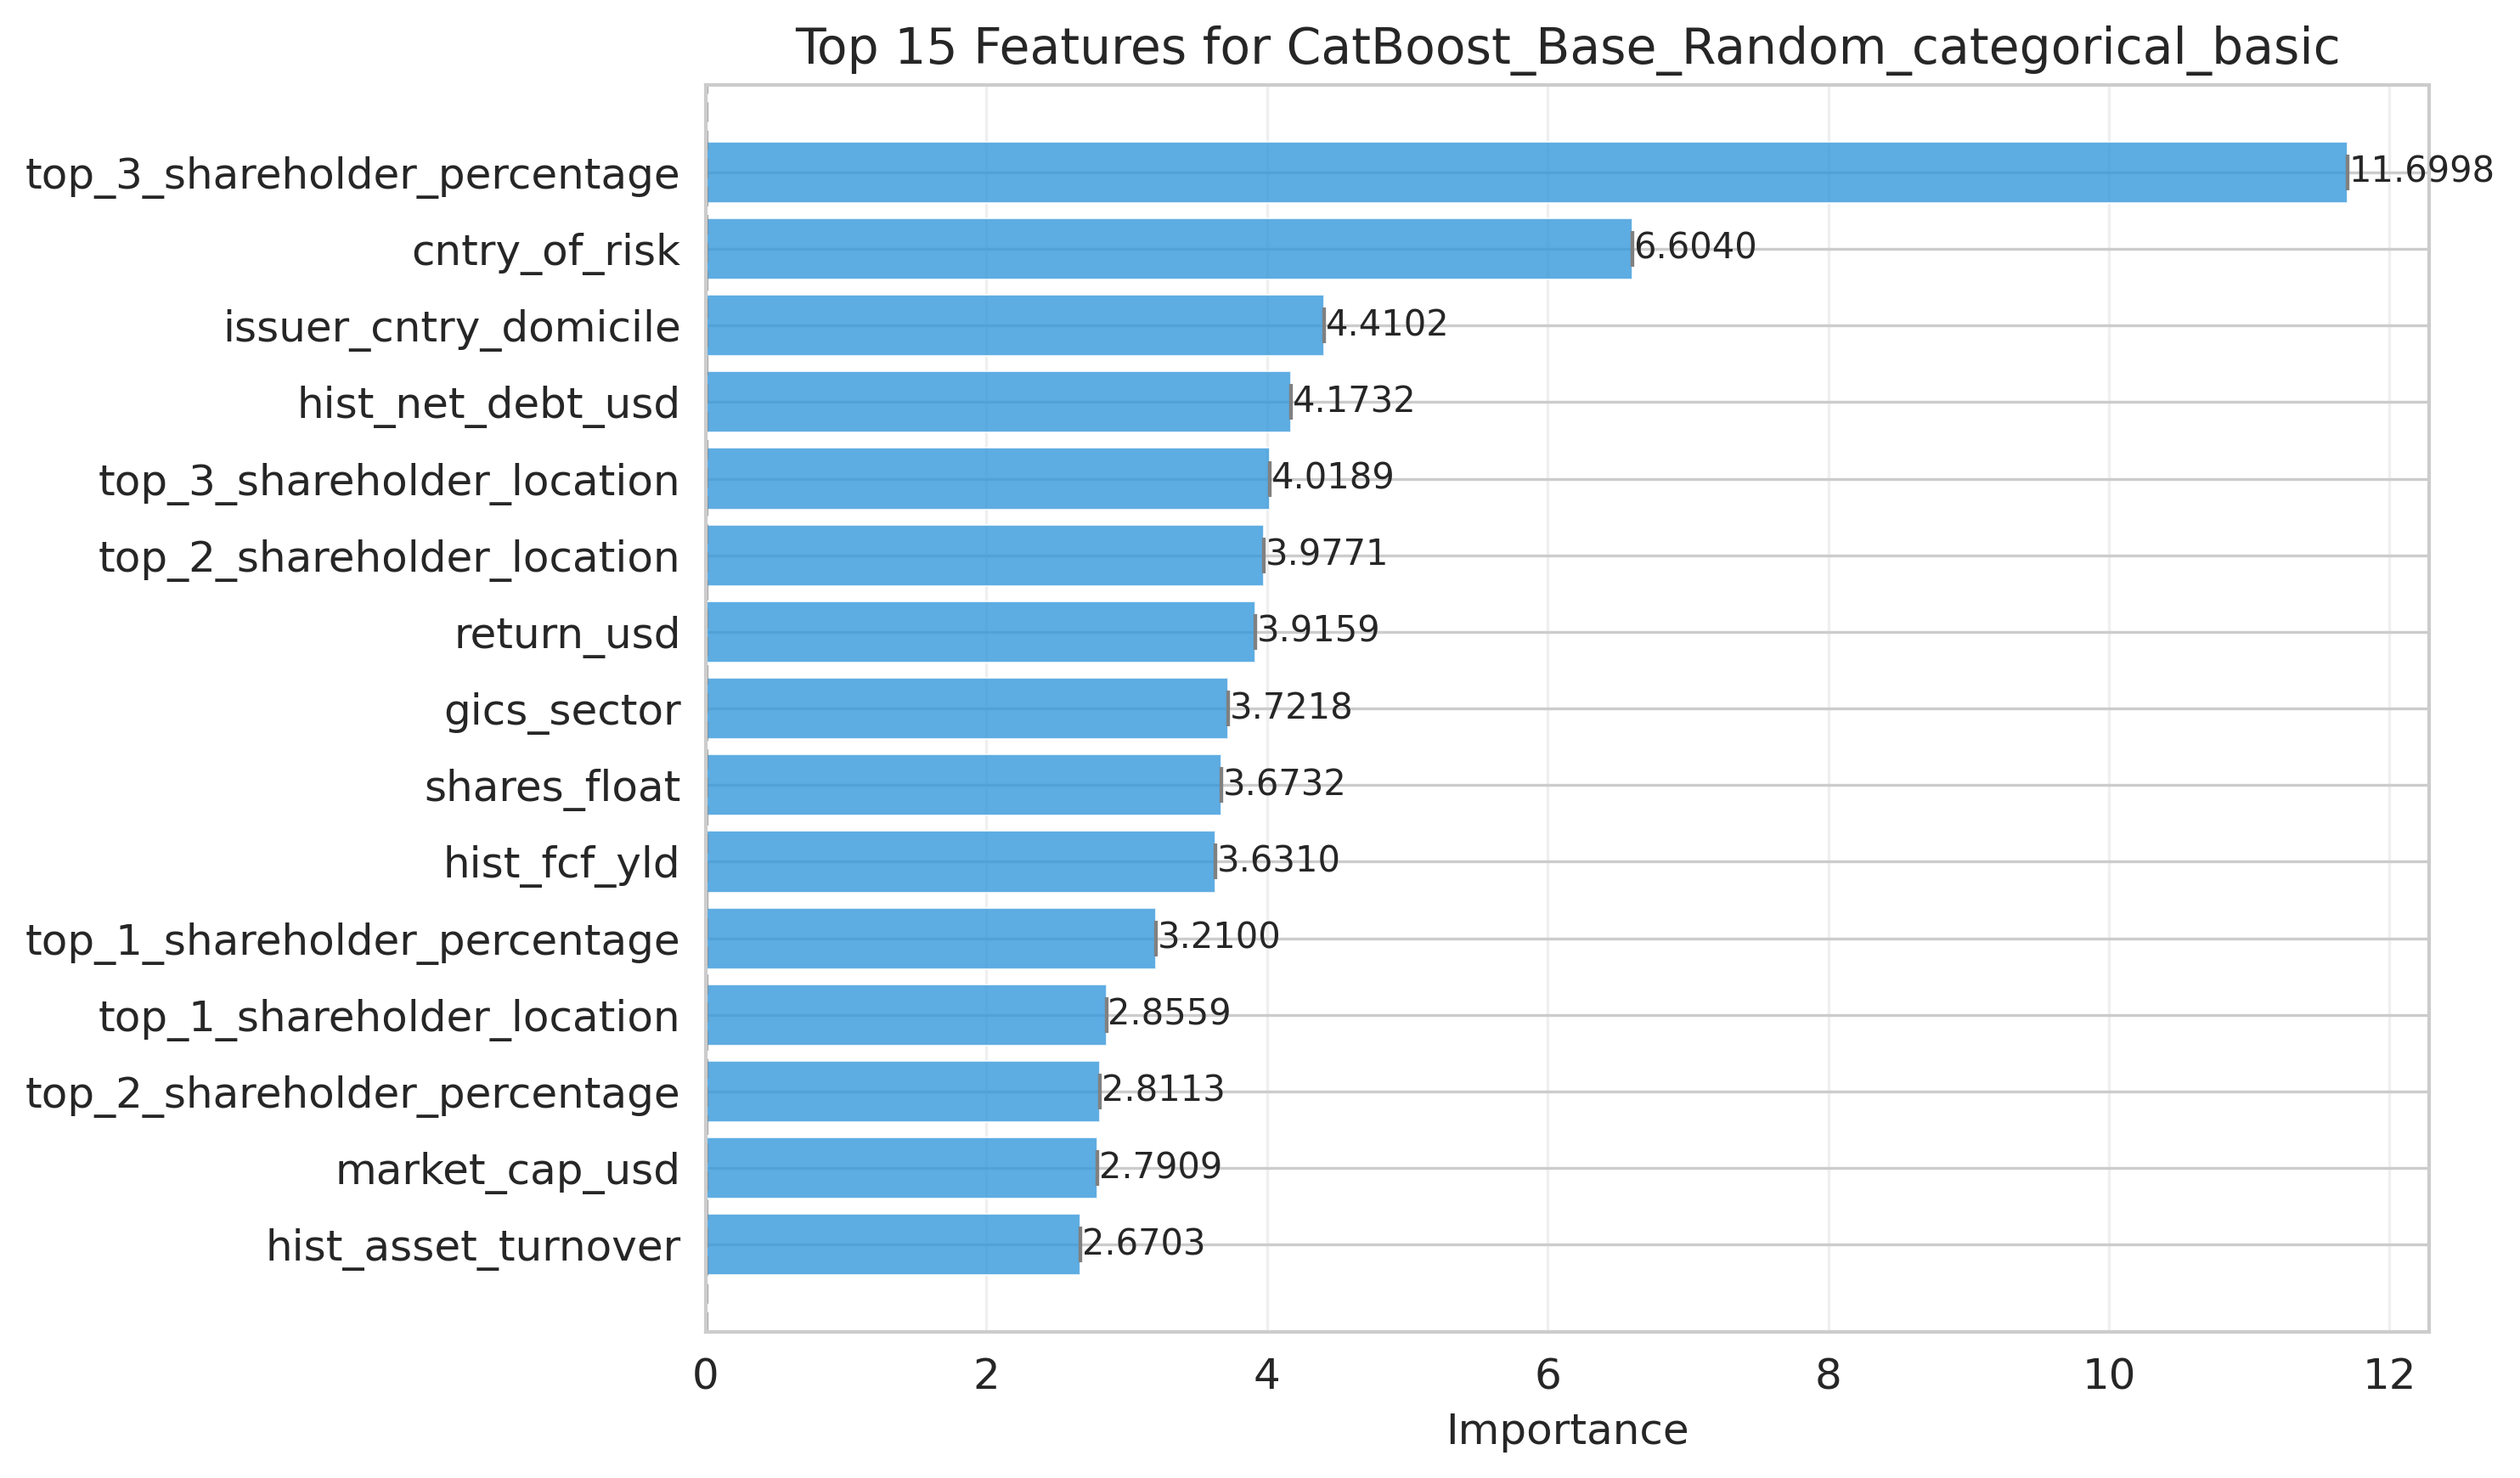 Top 15 Features for CatBoost_Base_Random_categorical_basic
top_3_shareholder_percentage 11.6998
cntry_of_risk 6.6040
issuer_cntry_domicile 4.4102
hist_net_debt_usd 4.1732
top_3_shareholder_location 4.0189
top_2_shareholder_location 3.9771
return_usd 3.9159
gics_sector 3.7218
shares_float 3.6732
hist_fcf_yld 3.6310
top_1_shareholder_percentage 3.2100
top_1_shareholder_location 2.8559
top_2_shareholder_percentage 2.8113
market_cap_usd 2.7909
hist_asset_turnover 2.6703
0 2 4 6 8 10 12
Importance